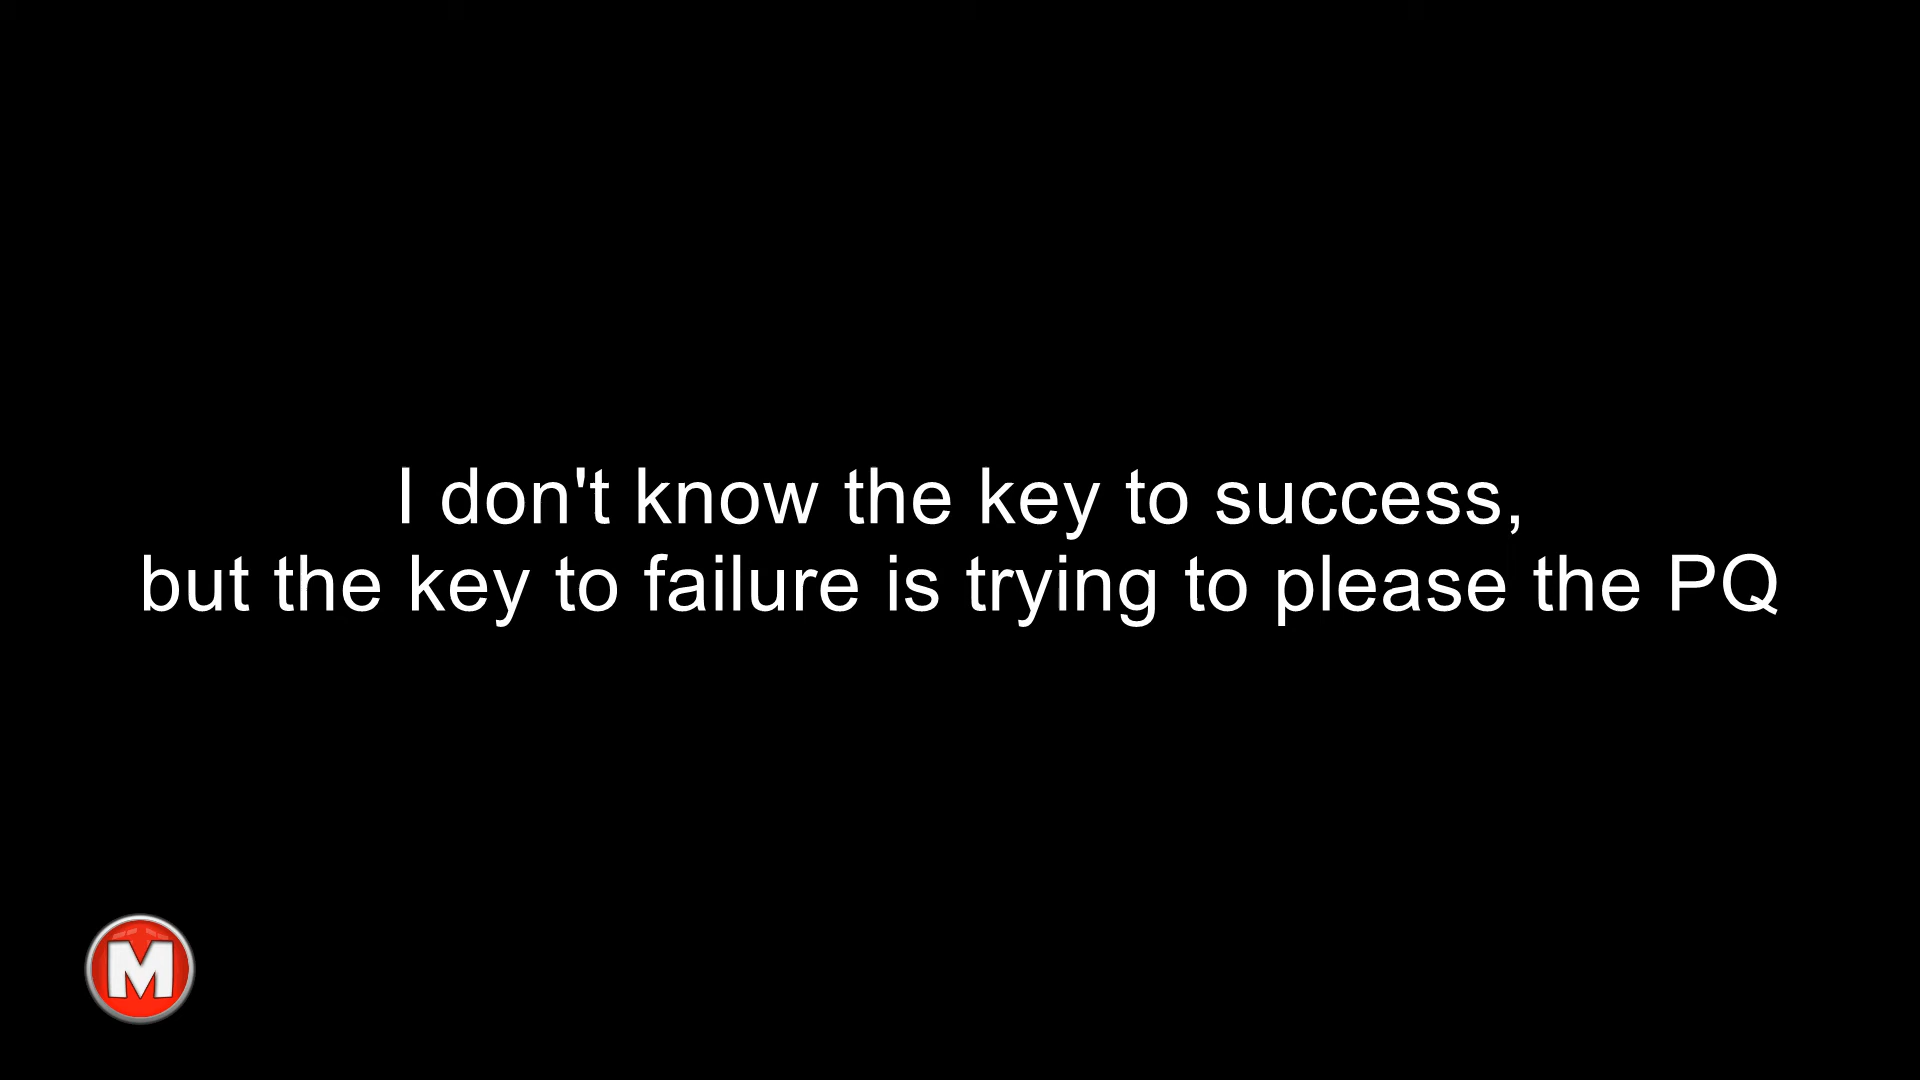 I don't know the key to success,
but the key to failure is trying to please the PQ
M